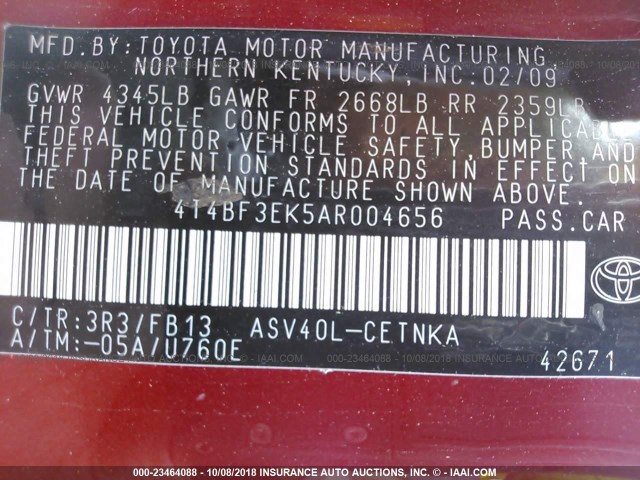 MFD. BY: TOYOTA MOTOR MANUFACTURING,
NORTHERN KENTUCKY, INC. 02/09
GVWR 4345LB GAWR FR 2668LB RR 2359LB
THIS VEHICLE CONFORMS TO ALL
FEDERAL MOTOR VEHICLE SAFETY, BUMPER, AND
THEFT PREVENTION STANDARDS IN EFFECT ON
THE DATE OF MANUFACTURE SHOWN ABOVE.
4T4BF3EK5AR004656 PASS. CAR
C/TR: 3R3/FB13 ASV40L-CETNKA
A/TM: -05A/U760E 42671
000-23464088 - 10/08/2018 INSURANCE AUTO AUCTIONS - IAAI.COM